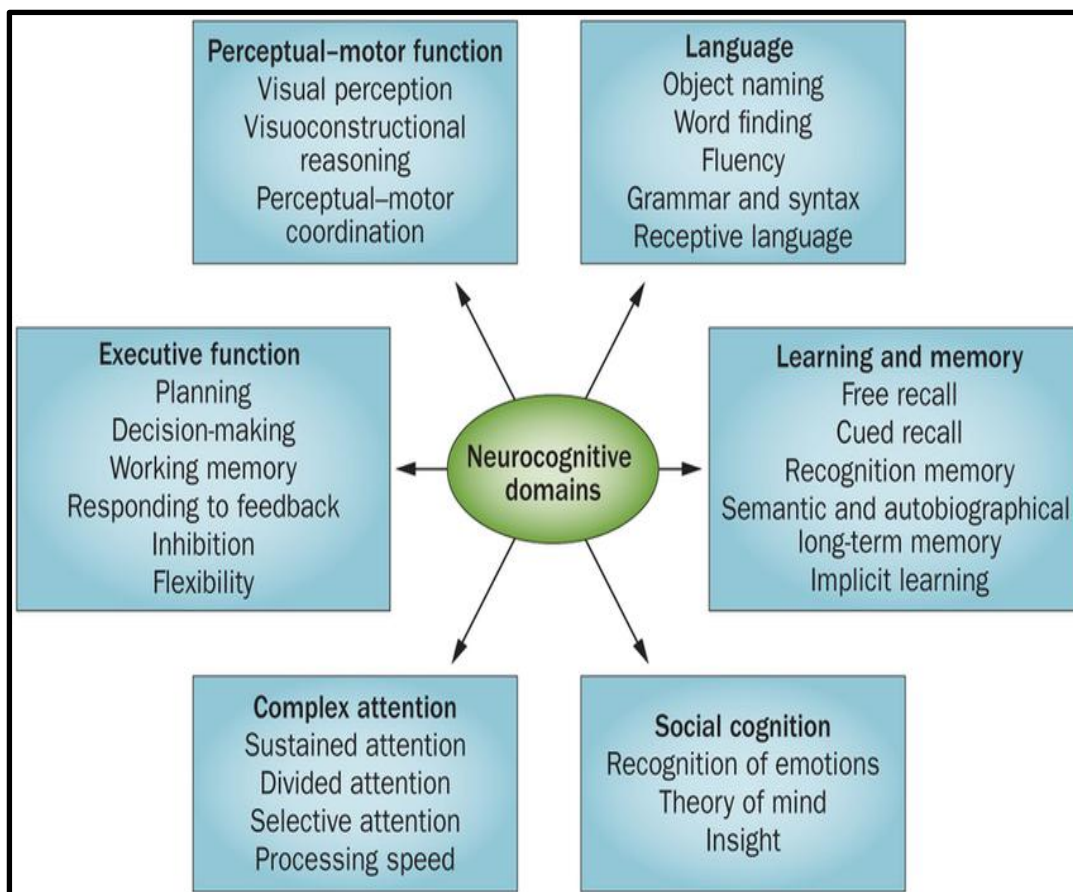 Perceptual–motor function
Visual perception
Visuoconstructional
reasoning
Perceptual–motor
coordination
Language
Object naming
Word finding
Fluency
Grammar and syntax
Receptive language
Executive function
Planning
Decision-making
Working memory
Responding to feedback
Inhibition
Flexibility
Neurocognitive
domains
Learning and memory
Free recall
Cued recall
Recognition memory
Semantic and autobiographical
long-term memory
Implicit learning
Complex attention
Sustained attention
Divided attention
Selective attention
Processing speed
Social cognition
Recognition of emotions
Theory of mind
Insight